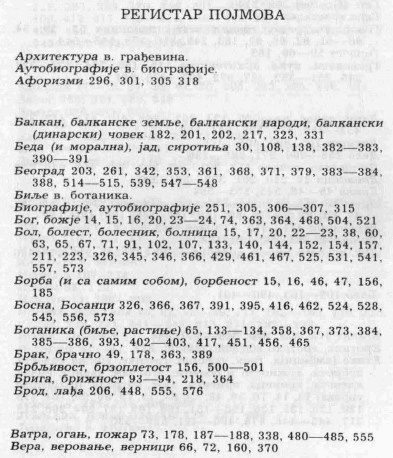 РЕГИСТАР ПОЈМОВА
Архитектура в. грађевина.
Аутобиографије в. биографије.
Афоризми 296, 301, 305 318
Балкан, балканске земље, балкански народи, балкански
(динарски) човек 182, 201, 202, 217, 323, 331
Беда (и морална), јад, сиротиња 30, 108, 138, 382—383,
390—391
Београд 203, 261, 342, 353, 361, 368, 371, 379, 383—384,
388, 514—515, 539, 547—548
Биље в. ботаника.
Биографије, аутобиографије 251, 305, 306—307, 315
Бог, божје 14, 15, 16, 20, 23—24, 74, 363, 364, 468, 504, 521
Бол, болест, болесник, болница 15, 17, 20, 22—23, 38, 60,
63, 65, 67, 71, 91, 102, 107, 133, 140, 144, 152, 154, 157,
211, 223, 326, 345, 346, 366, 429, 461, 467, 525, 531, 541,
557, 573
Борба (и са самим собом), борбеност 15, 16, 46, 47, 156,
185
Босна, Босанци 326, 366, 367, 391, 395, 416, 462, 524, 528,
545, 556, 573
Ботаника (биље, растиње) 65, 133—134, 358, 367, 373, 384,
385—386, 393, 402—403, 417, 451, 456, 465
Брак, брачно 49, 178, 363, 389
Брбљивост, брзоплетост 156, 500—501
Брига, брижност 93—94, 218, 364
Брод, лађа 206, 448, 555, 576
Ватра, огањ, пожар 73, 178, 187—188, 338, 480—485, 555
Вера, веровање, верници 66, 72, 160, 370